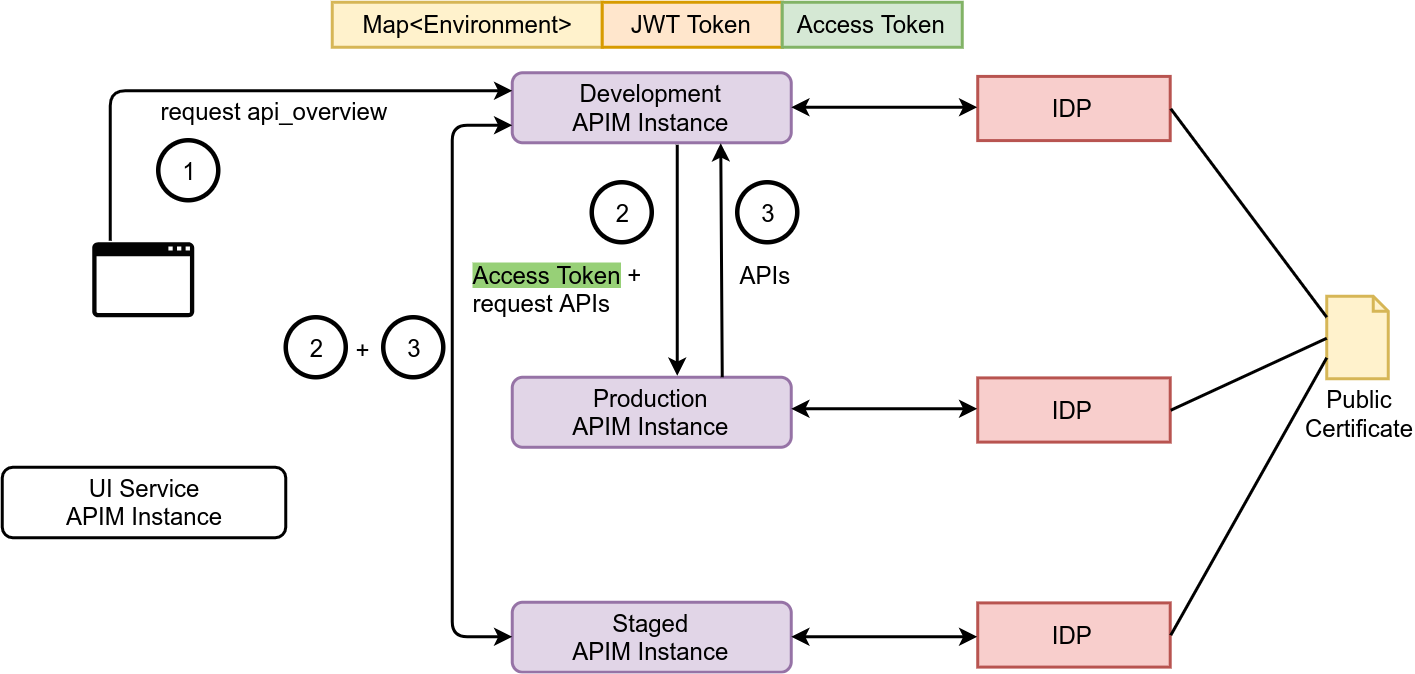 Map<Environment>
JWT Token
Access Token
request api_overview
1
Development
APIM Instance
IDP
2
3
Access Token +
request APIs
APIs
2 + 3
Production
APIM Instance
IDP
Public
Certificate
UI Service
APIM Instance
Staged
APIM Instance
IDP